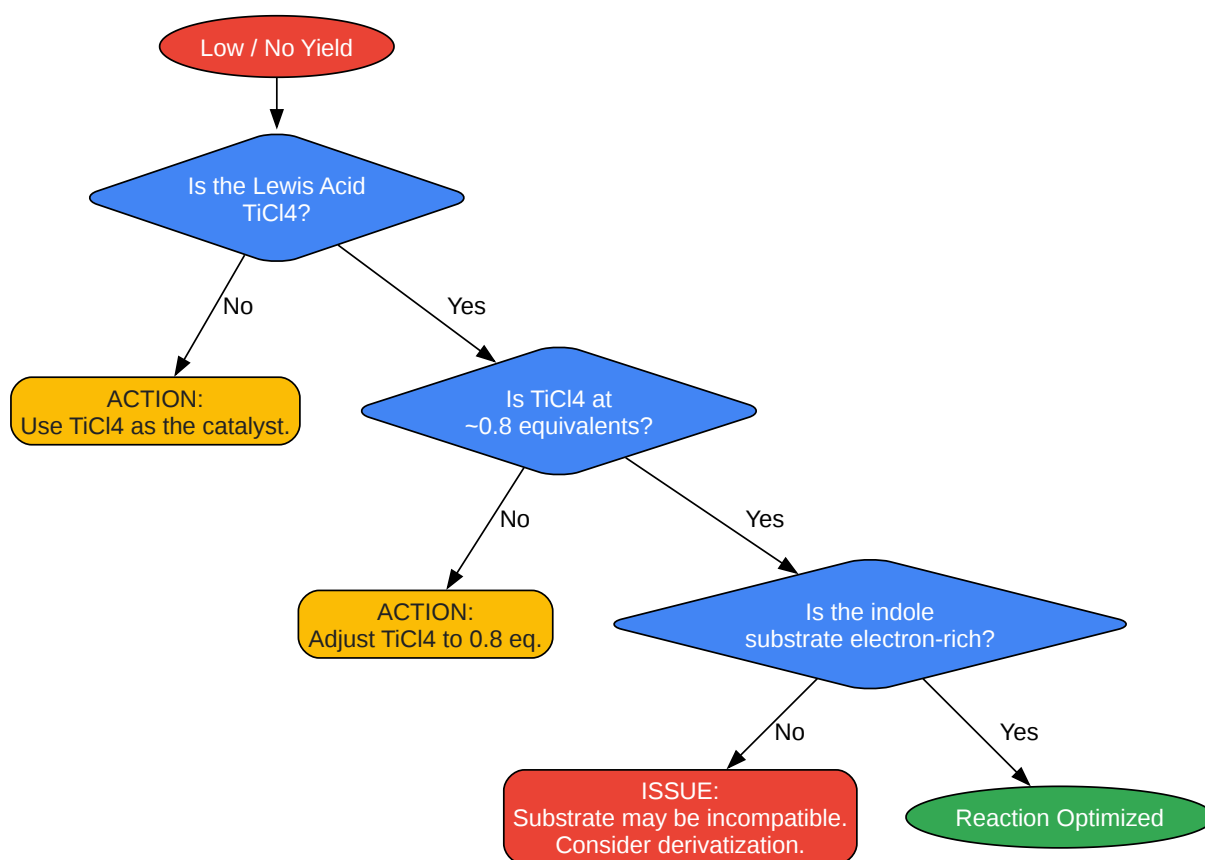 Low / No Yield
Is the Lewis Acid
TiCl4?
No
Yes
ACTION:
Use TiCl4 as the catalyst.
Is TiCl4 at
~0.8 equivalents?
No
Yes
ACTION:
Adjust TiCl4 to 0.8 eq.
Is the indole
substrate electron-rich?
No
Yes
ISSUE:
Substrate may be incompatible.
Consider derivatization.
Reaction Optimized